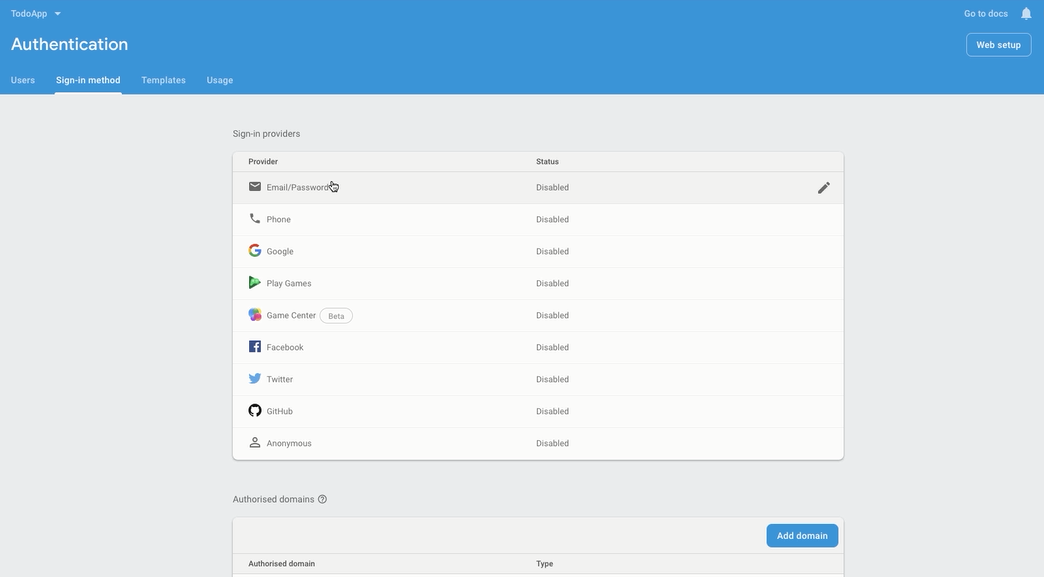 TodoApp Go to docs
Authentication Web setup
Users Sign-in method Templates Usage
Sign-in providers
Provider Status
Email/Password Disabled
Phone Disabled
Google Disabled
Play Games Disabled
Game Center Beta Disabled
Facebook Disabled
Twitter Disabled
GitHub Disabled
Anonymous Disabled
Authorised domains
Add domain
Authorised domain Type